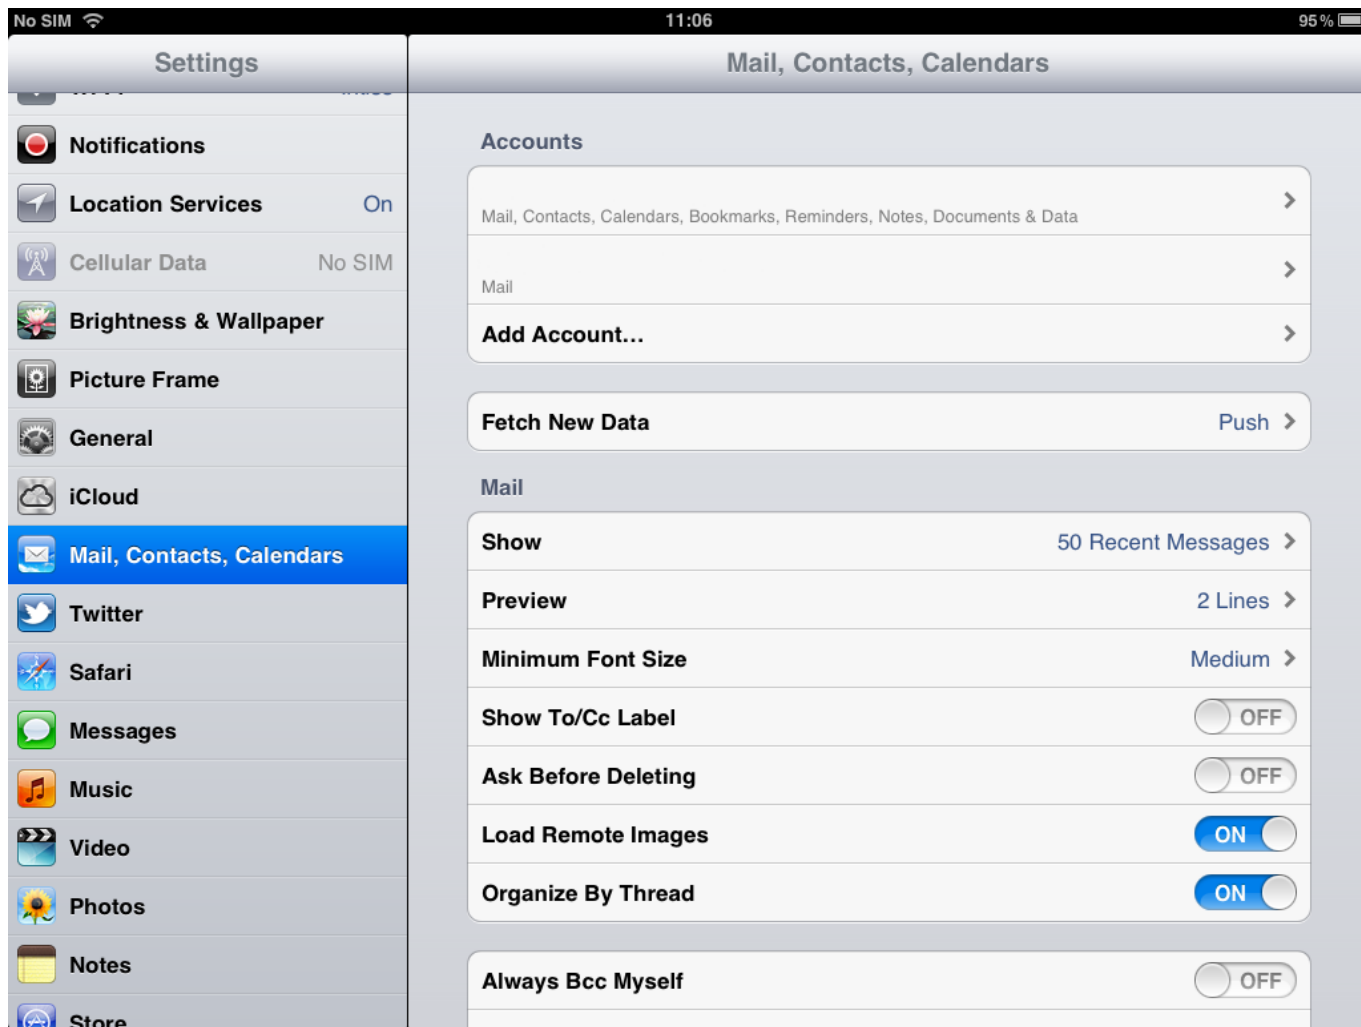 No SIM 11:06 95%
Settings
Notifications
Location Services On
Cellular Data No SIM
Brightness & Wallpaper
Picture Frame
General
iCloud
Mail, Contacts, Calendars
Twitter
Safari
Messages
Music
Video
Photos
Notes
Store
Mail, Contacts, Calendars
Accounts
Mail, Contacts, Calendars, Bookmarks, Reminders, Notes, Documents & Data
Mail
Add Account...
Fetch New Data Push
Mail
Show 50 Recent Messages
Preview 2 Lines
Minimum Font Size Medium
Show To/Cc Label OFF
Ask Before Deleting OFF
Load Remote Images ON
Organize By Thread ON
Always Bcc Myself OFF